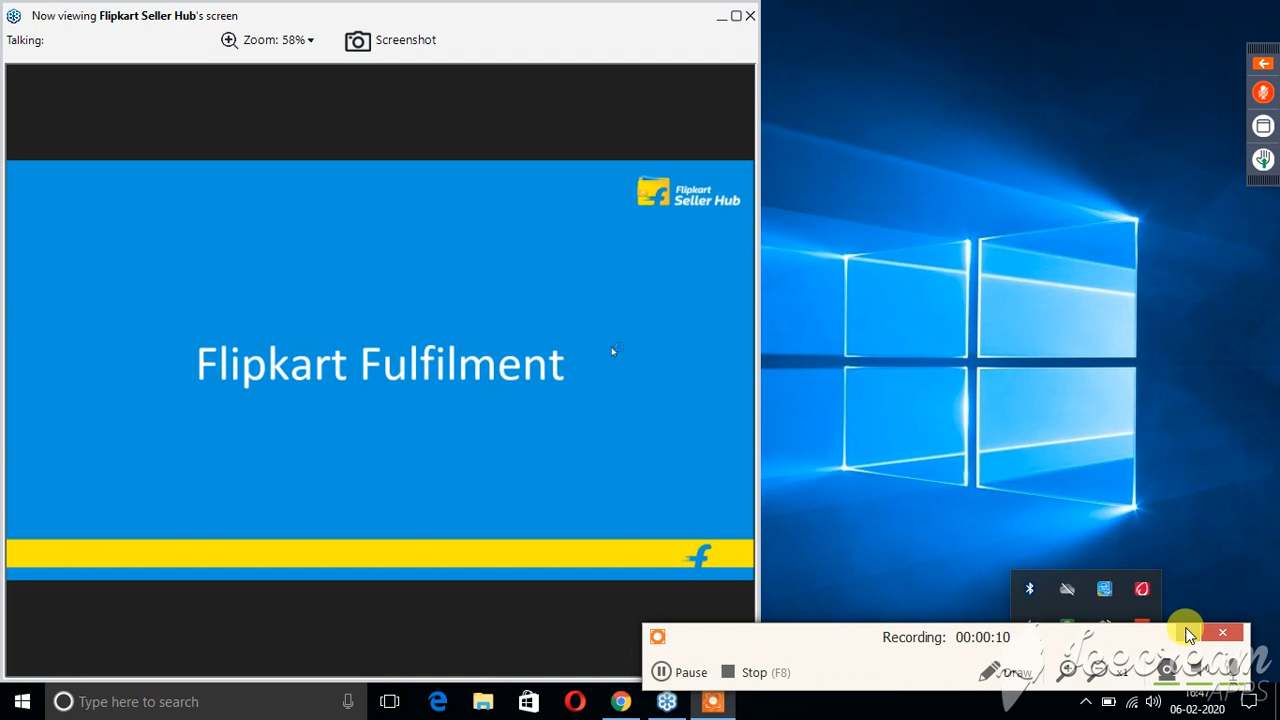 Now viewing Flipkart Seller Hub's screen
Talking:
Zoom: 58%
Screenshot
Flipkart
Seller Hub
Flipkart Fulfilment
Recording: 00:00:10
Pause
Stop (F8)
Draw
x1
Icecream
APPS
Type here to search
16:47
06-02-2020